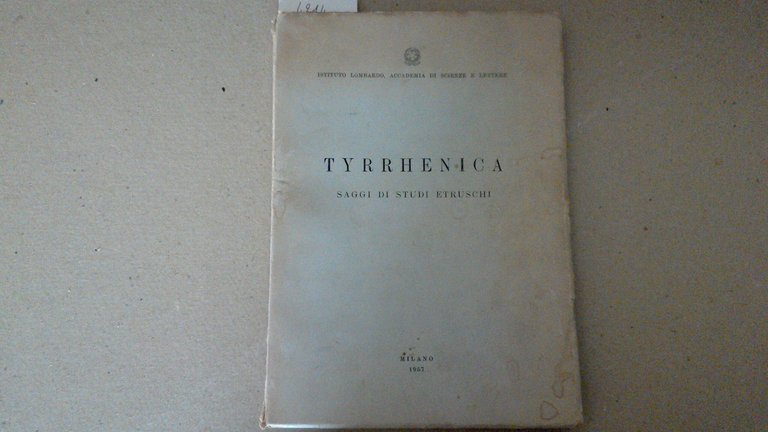 ISTITUTO LOMBARDO, ACCADEMIA DI SCIENZE E LETTERE
TYRRHENICA
SAGGI DI STUDI ETRUSCHI
MILANO
1957